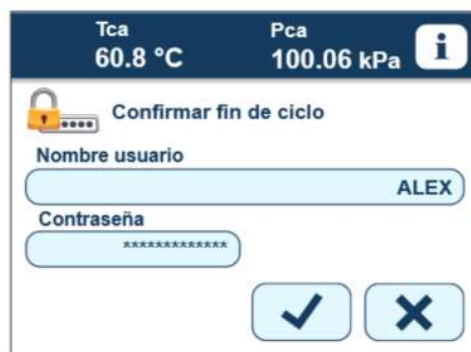 Tca Pca
60.8 °C 100.06 kPa i
Confirmar fin de ciclo
Nombre usuario
ALEX
Contraseña
*************